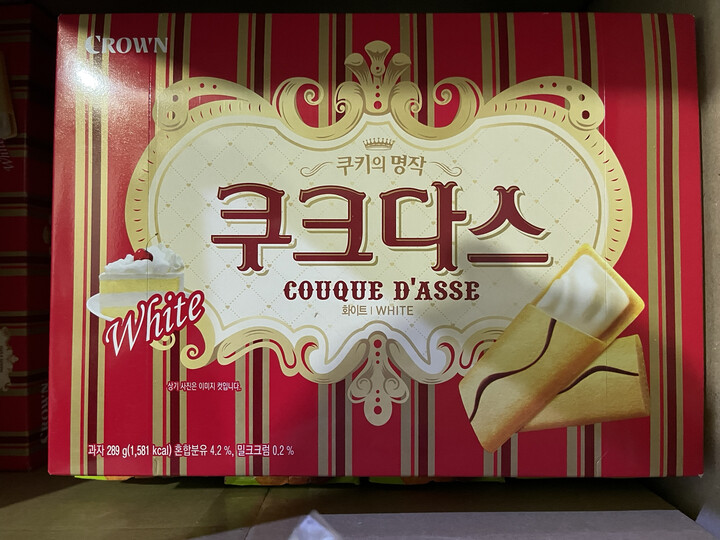 CROWN
쿠키의 명작
쿠크다스
COUQUE D'ASSE
화이트 | WHITE
White
상기 사진은 이미지 컷입니다.
과자 289 g(1,581 kcal) 혼합분유 4.2 %, 밀크크럼 0.2 %